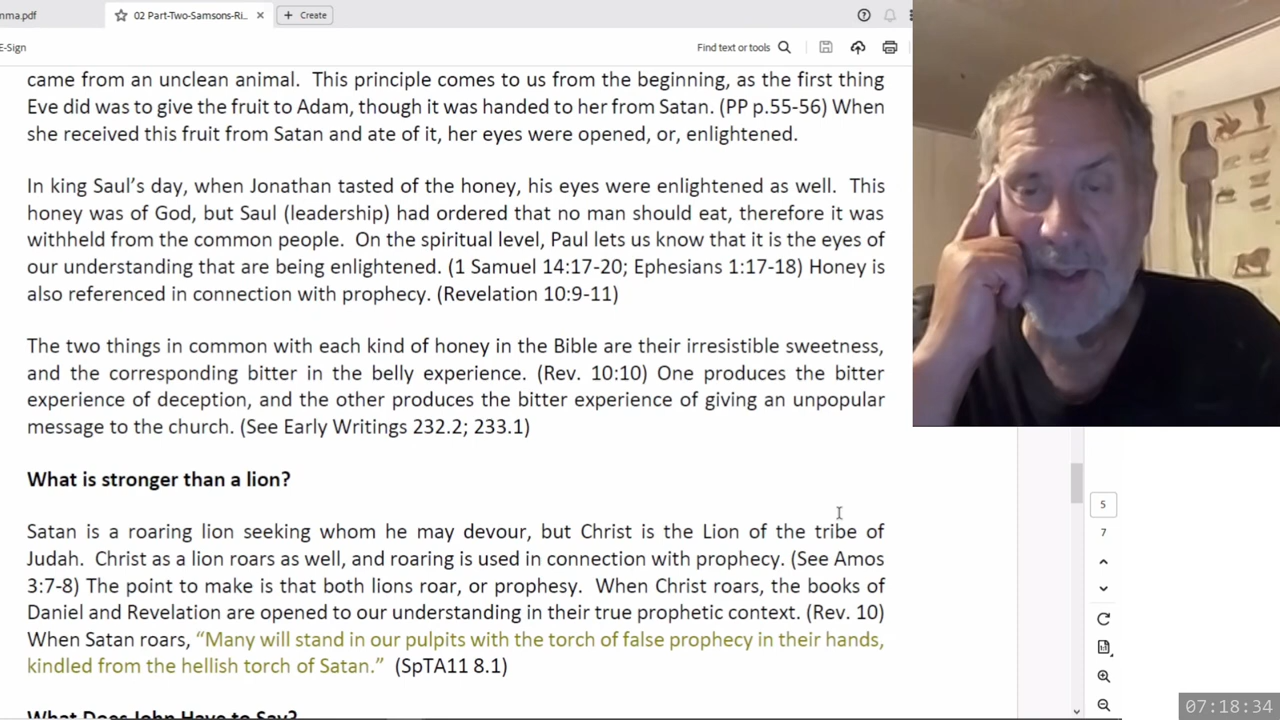 mma.pdf
02 Part-Two-Samsons-Ri...
Create
E-Sign
Find text or tools
came from an unclean animal.  This principle comes to us from the beginning, as the first thing
Eve did was to give the fruit to Adam, though it was handed to her from Satan. (PP p.55-56) When
she received this fruit from Satan and ate of it, her eyes were opened, or, enlightened.
In king Saul’s day, when Jonathan tasted of the honey, his eyes were enlightened as well.  This
honey was of God, but Saul (leadership) had ordered that no man should eat, therefore it was
withheld from the common people.  On the spiritual level, Paul lets us know that it is the eyes of
our understanding that are being enlightened. (1 Samuel 14:17-20; Ephesians 1:17-18) Honey is
also referenced in connection with prophecy. (Revelation 10:9-11)
The two things in common with each kind of honey in the Bible are their irresistible sweetness,
and the corresponding bitter in the belly experience. (Rev. 10:10) One produces the bitter
experience of deception, and the other produces the bitter experience of giving an unpopular
message to the church. (See Early Writings 232.2; 233.1)
What is stronger than a lion?
Satan is a roaring lion seeking whom he may devour, but Christ is the Lion of the tribe of
Judah.  Christ as a lion roars as well, and roaring is used in connection with prophecy. (See Amos
3:7-8) The point to make is that both lions roar, or prophesy.  When Christ roars, the books of
Daniel and Revelation are opened to our understanding in their true prophetic context. (Rev. 10)
When Satan roars, “Many will stand in our pulpits with the torch of false prophecy in their hands,
kindled from the hellish torch of Satan.”  (SpTA11 8.1)
What Does John Have to Say?
5
7
07:18:34